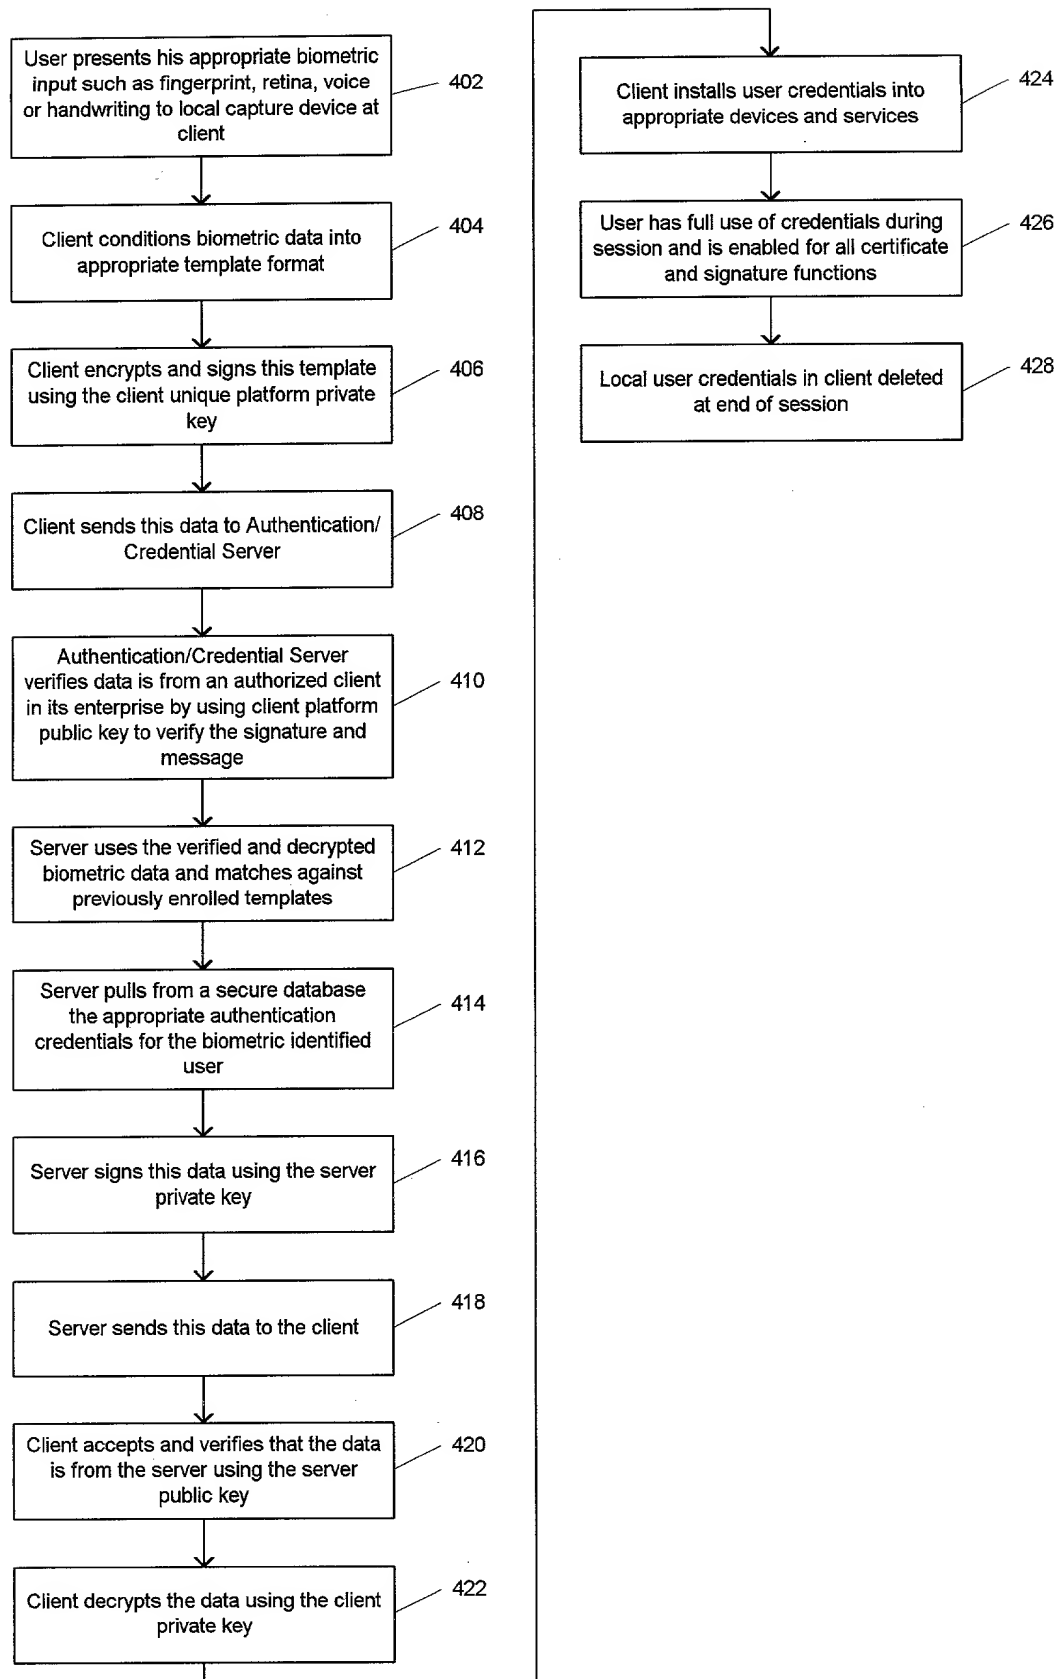 User presents his appropriate biometric
input such as fingerprint, retina, voice
or handwriting to local capture device at
client
402
Client conditions biometric data into
appropriate template format
404
Client encrypts and signs this template
using the client unique platform private
key
406
Client sends this data to Authentication/
Credential Server
408
Authentication/Credential Server
verifies data is from an authorized client
in its enterprise by using client platform
public key to verify the signature and
message
410
Server uses the verified and decrypted
biometric data and matches against
previously enrolled templates
412
Server pulls from a secure database
the appropriate authentication
credentials for the biometric identified
user
414
Server signs this data using the server
private key
416
Server sends this data to the client
418
Client accepts and verifies that the data
is from the server using the server
public key
420
Client decrypts the data using the client
private key
422
Client installs user credentials into
appropriate devices and services
424
User has full use of credentials during
session and is enabled for all certificate
and signature functions
426
Local user credentials in client deleted
at end of session
428